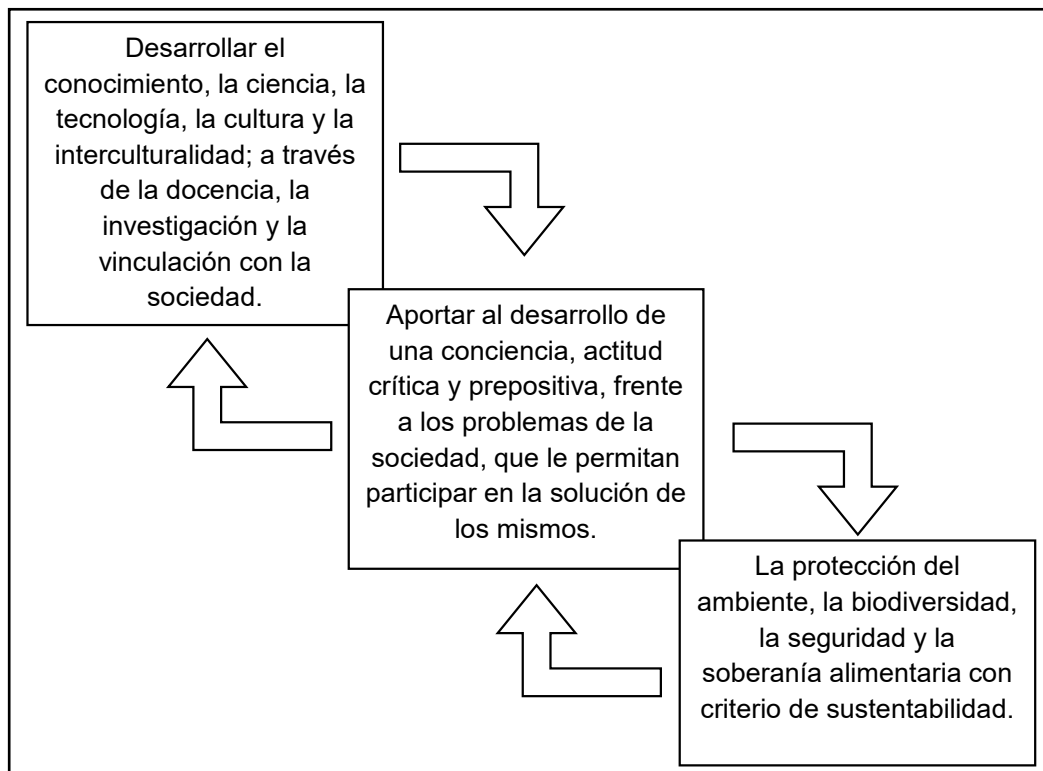 Desarrollar el
conocimiento, la ciencia, la
tecnología, la cultura y la
interculturalidad; a través
de la docencia, la
investigación y la
vinculación con la
sociedad.
Aportar al desarrollo de
una conciencia, actitud
crítica y prepositiva, frente
a los problemas de la
sociedad, que le permitan
participar en la solución de
los mismos.
La protección del
ambiente, la biodiversidad,
la seguridad y la
soberanía alimentaria con
criterio de sustentabilidad.